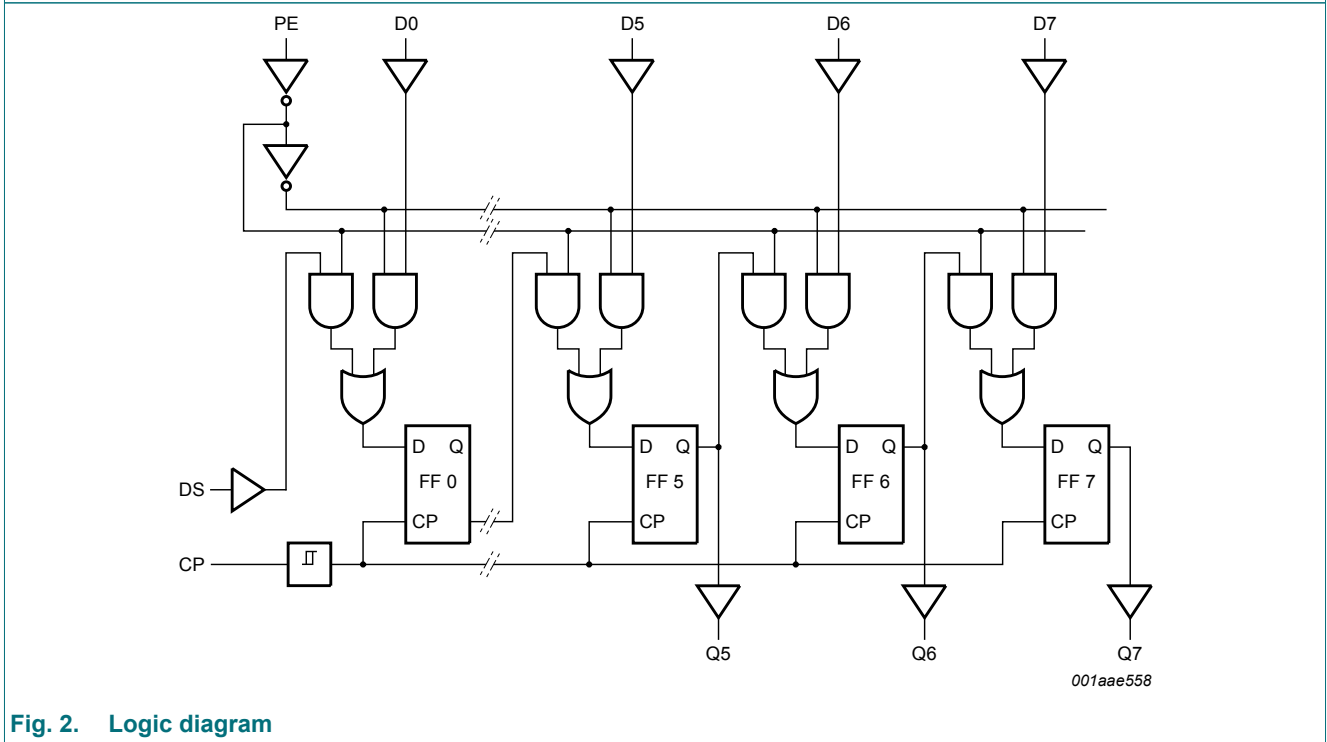 PE D0 D5 D6 D7
D Q D Q D Q D Q
FF 0 FF 5 FF 6 FF 7
DS
CP CP CP CP
CP
Q5 Q6 Q7
001aae558
Fig. 2. Logic diagram